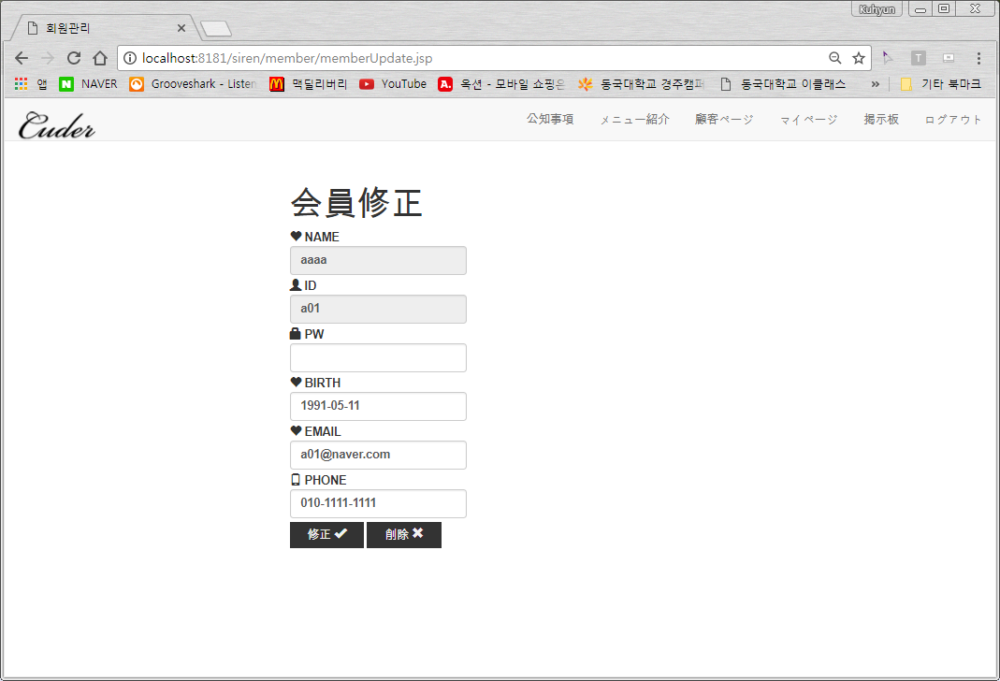 Kuhyun
회원관리
localhost:8181/siren/member/memberUpdate.jsp
앱 NAVER Grooveshark - Listen 맥딜리버리 YouTube 옥션 - 모바일 쇼핑은 동국대학교 경주캠퍼 동국대학교 이클래스 » 기타 북마크
Cuder 公知事項 メニュー紹介 顧客ページ マイページ 掲示板 ログアウト
会員修正
NAME
aaaa
ID
a01
PW
BIRTH
1991-05-11
EMAIL
a01@naver.com
PHONE
010-1111-1111
修正 削除